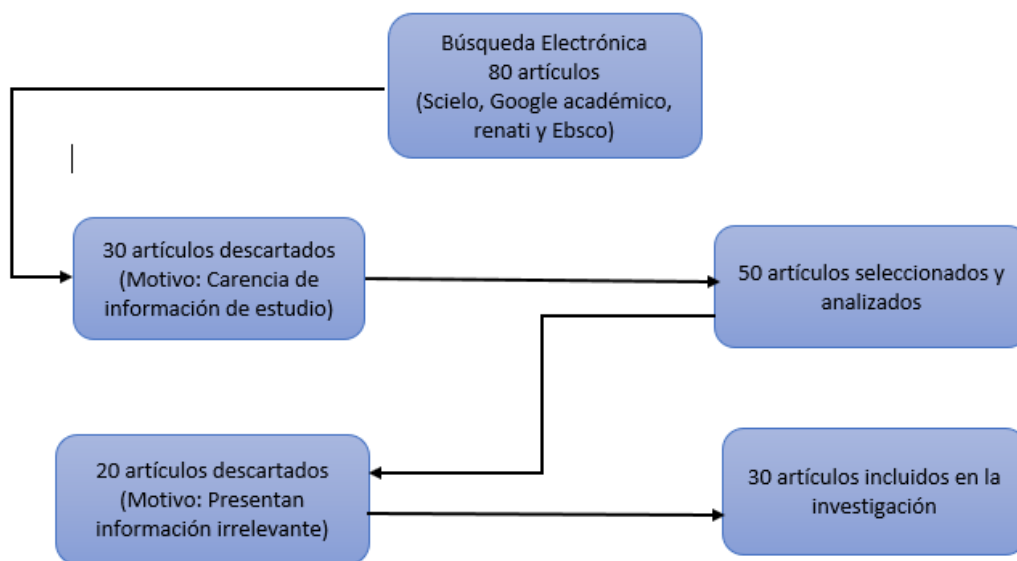 Búsqueda Electrónica
80 artículos
(Scielo, Google académico,
renati y Ebsco)
30 artículos descartados
(Motivo: Carencia de
información de estudio)
50 artículos seleccionados y
analizados
20 artículos descartados
(Motivo: Presentan
información irrelevante)
30 artículos incluidos en la
investigación